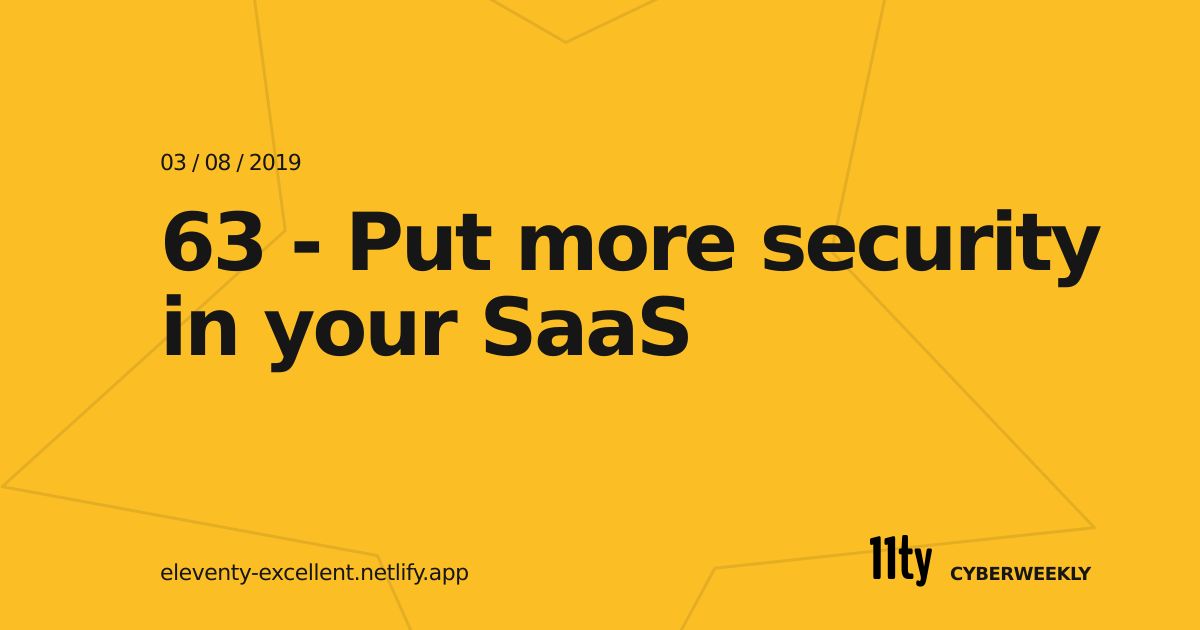 03 / 08 / 2019
63 - Put more security
in your SaaS
eleventy-excellent.netlify.app
11ty CYBERWEEKLY